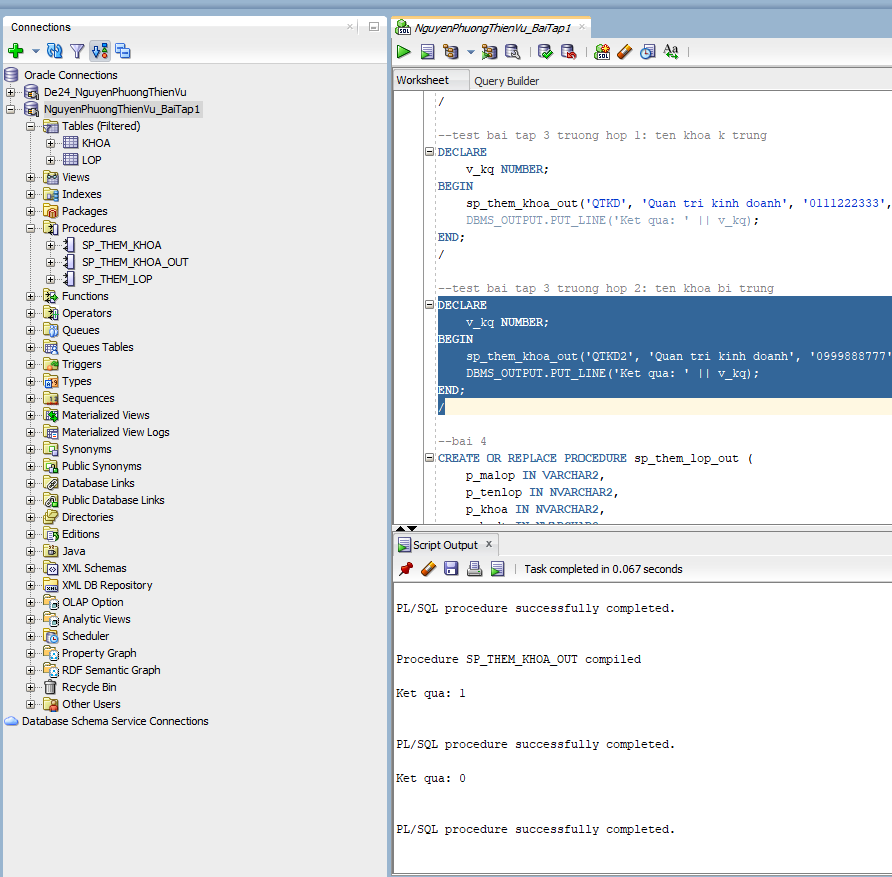 Connections
Oracle Connections
De24_NguyenPhuongThienVu
NguyenPhuongThienVu_BaiTap1
Tables (Filtered)
KHOA
LOP
Views
Indexes
Packages
Procedures
SP_THEM_KHOA
SP_THEM_KHOA_OUT
SP_THEM_LOP
Functions
Operators
Queues
Queues Tables
Triggers
Types
Sequences
Materialized Views
Materialized View Logs
Synonyms
Public Synonyms
Database Links
Public Database Links
Directories
Editions
Java
XML Schemas
XML DB Repository
OLAP Option
Analytic Views
Scheduler
Property Graph
RDF Semantic Graph
Recycle Bin
Other Users
Database Schema Service Connections
NguyenPhuongThienVu_BaiTap1
Worksheet Query Builder
/
--test bai tap 3 truong hop 1: ten khoa k trung
DECLARE
v_kq NUMBER;
BEGIN
sp_them_khoa_out('QTKD', 'Quan tri kinh doanh', '0111222333',
DBMS_OUTPUT.PUT_LINE('Ket qua: ' || v_kq);
END;
/
--test bai tap 3 truong hop 2: ten khoa bi trung
DECLARE
v_kq NUMBER;
BEGIN
sp_them_khoa_out('QTKD2', 'Quan tri kinh doanh', '0999888777'
DBMS_OUTPUT.PUT_LINE('Ket qua: ' || v_kq);
END;
/
--bai 4
CREATE OR REPLACE PROCEDURE sp_them_lop_out (
p_malop IN VARCHAR2,
p_tenlop IN NVARCHAR2,
p_khoa IN NVARCHAR2,
Script Output
Task completed in 0.067 seconds
PL/SQL procedure successfully completed.
Procedure SP_THEM_KHOA_OUT compiled
Ket qua: 1
PL/SQL procedure successfully completed.
Ket qua: 0
PL/SQL procedure successfully completed.